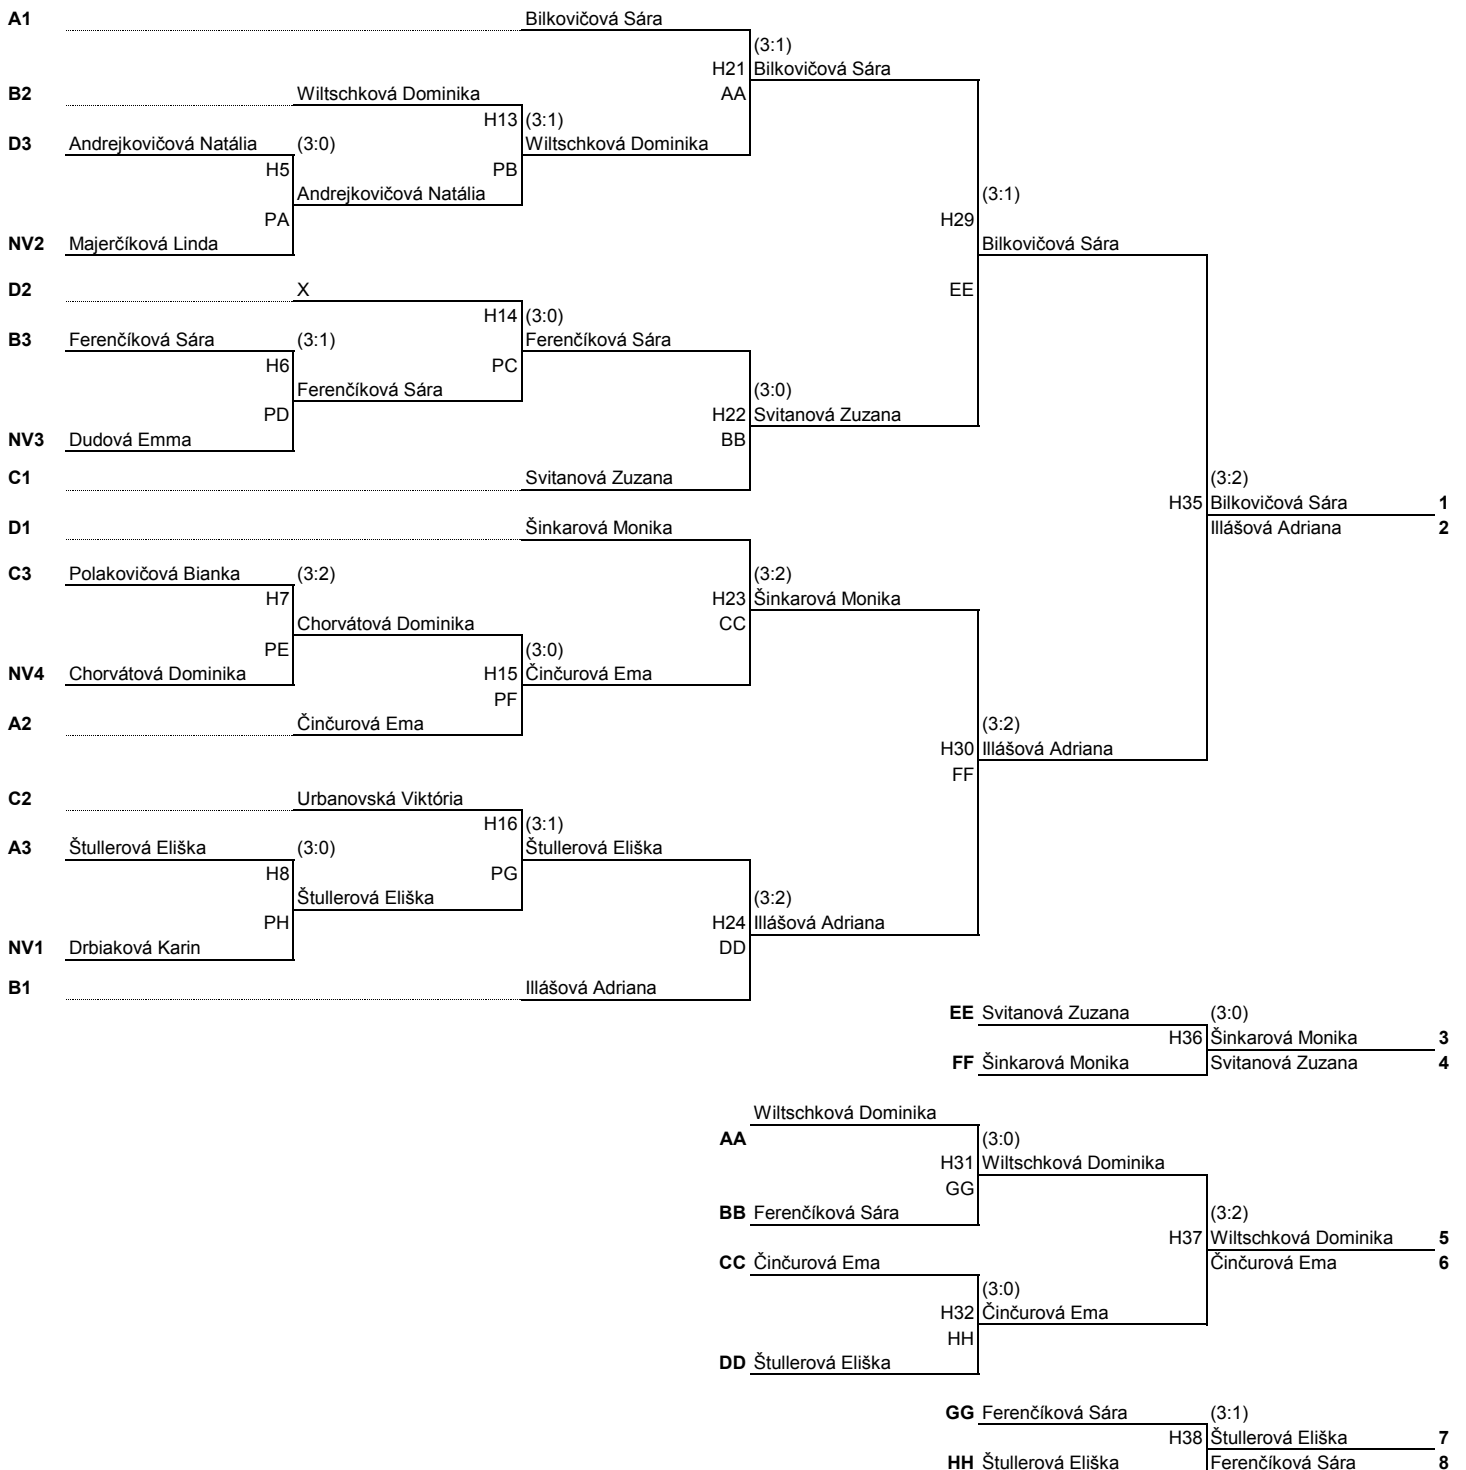 A1 Bilkovičová Sára
(3:1)
H21 Bilkovičová Sára
B2 Wiltschková Dominika AA
H13 (3:1)
D3 Andrejkovičová Natália (3:0) Wiltschková Dominika
H5 PB
Andrejkovičová Natália (3:1)
PA H29
NV2 Majerčíková Linda Bilkovičová Sára
D2 X EE
H14 (3:0)
B3 Ferenčíková Sára (3:1) Ferenčíková Sára
H6 PC
Ferenčíková Sára (3:0)
PD H22 Svitanová Zuzana
NV3 Dudová Emma BB
C1 Svitanová Zuzana (3:2)
H35 Bilkovičová Sára 1
D1 Šinkarová Monika Illášová Adriana 2
C3 Polakovičová Bianka (3:2) (3:2)
H7 H23 Šinkarová Monika
Chorvátová Dominika CC
PE (3:0)
NV4 Chorvátová Dominika H15 Činčurová Ema
PF
A2 Činčurová Ema (3:2)
H30 Illášová Adriana
FF
C2 Urbanovská Viktória
H16 (3:1)
A3 Štullerová Eliška (3:0) Štullerová Eliška
H8 PG
Štullerová Eliška (3:2)
PH H24 Illášová Adriana
NV1 Drbiaková Karin DD
B1 Illášová Adriana
EE Svitanová Zuzana (3:0)
H36 Šinkarová Monika 3
FF Šinkarová Monika Svitanová Zuzana 4
Wiltschková Dominika
AA (3:0)
H31 Wiltschková Dominika
GG
BB Ferenčíková Sára (3:2)
H37 Wiltschková Dominika 5
CC Činčurová Ema Činčurová Ema 6
(3:0)
H32 Činčurová Ema
HH
DD Štullerová Eliška
GG Ferenčíková Sára (3:1)
H38 Štullerová Eliška 7
HH Štullerová Eliška Ferenčíková Sára 8